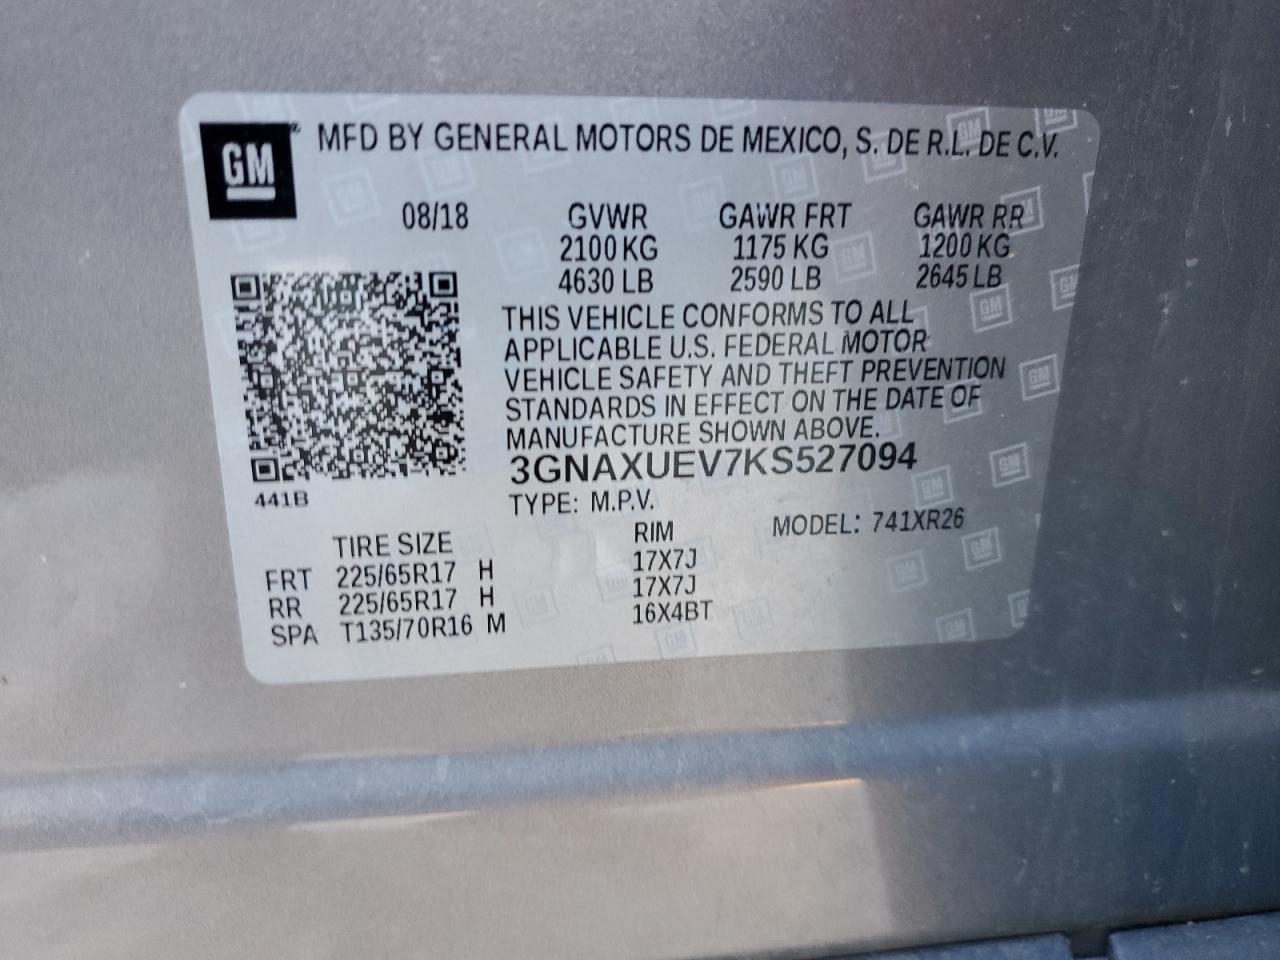 GM MFD BY GENERAL MOTORS DE MEXICO, S. DE R.L. DE C.V.
08/18 GVWR GAWR FRT GAWR RR
2100 KG 1175 KG 1200 KG
4630 LB 2590 LB 2645 LB
THIS VEHICLE CONFORMS TO ALL
APPLICABLE U.S. FEDERAL MOTOR
VEHICLE SAFETY AND THEFT PREVENTION
STANDARDS IN EFFECT ON THE DATE OF
MANUFACTURE SHOWN ABOVE.
3GNAXUEV7KS527094
441B
TYPE: M.P.V. MODEL: 741XR26
TIRE SIZE RIM
FRT 225/65R17 H 17X7J
RR 225/65R17 H 17X7J
SPA T135/70R16 M 16X4BT